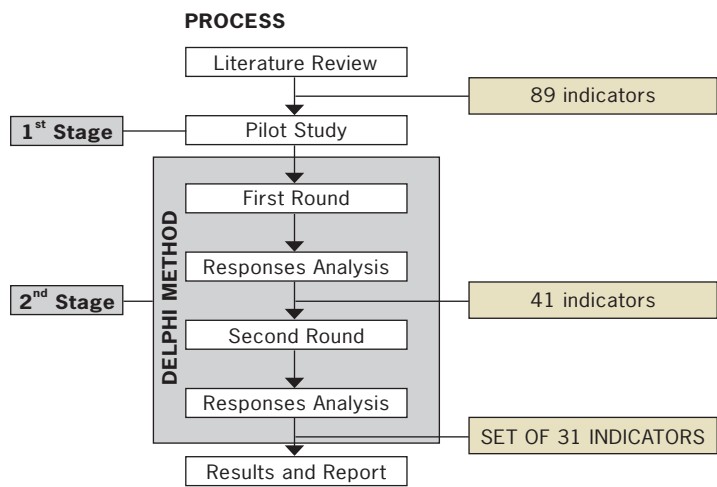 PROCESS
Literature Review
89 indicators
1st Stage
Pilot Study
DELPHI METHOD
First Round
Responses Analysis
2nd Stage
41 indicators
Second Round
Responses Analysis
SET OF 31 INDICATORS
Results and Report